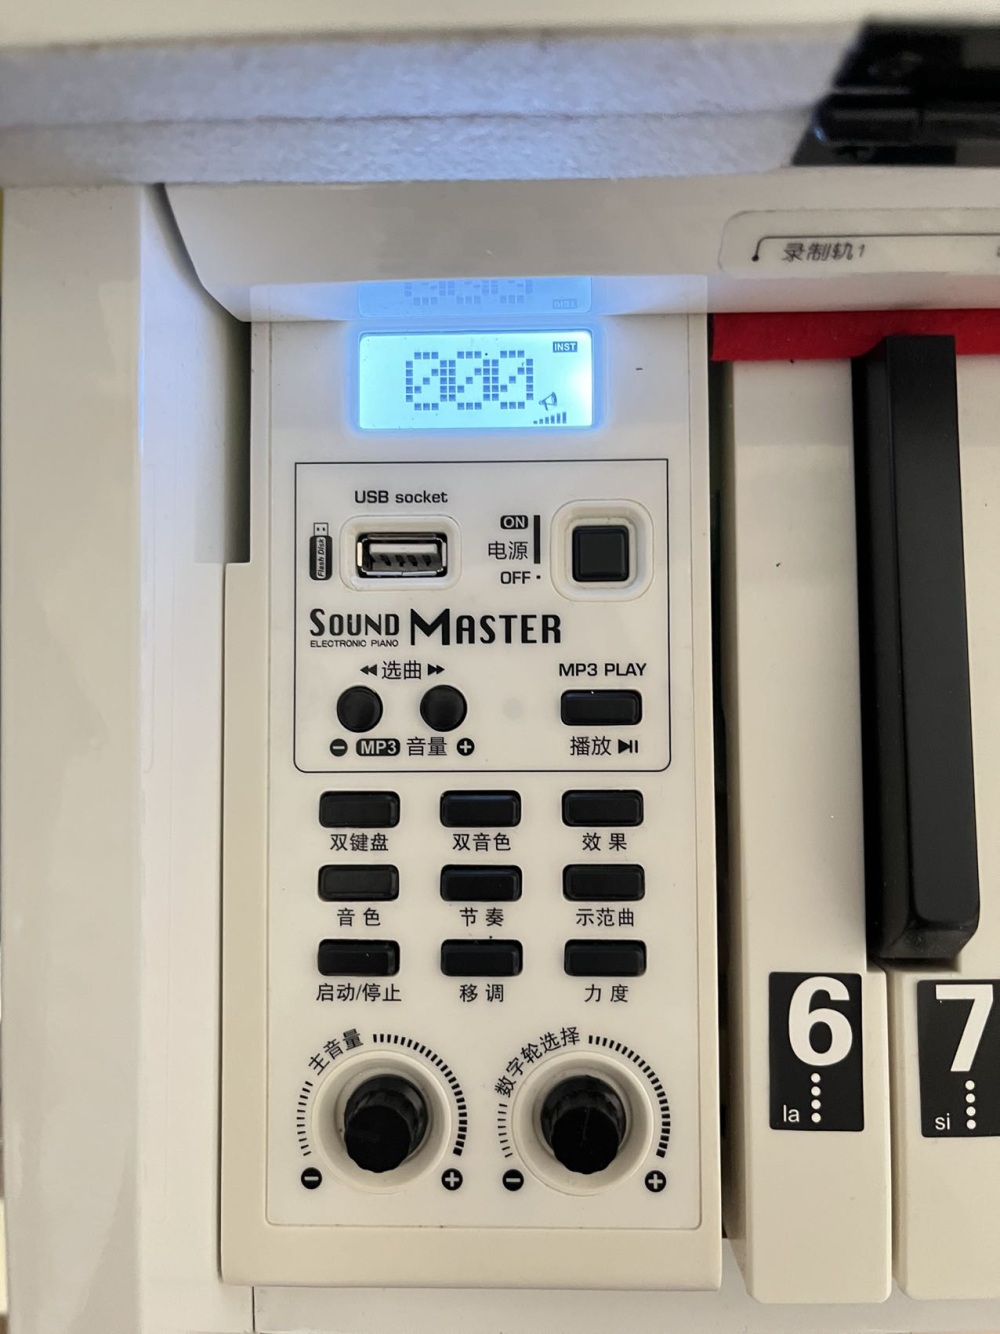 录制轨1
000
INST
USB socket
Flash Disk
ON
电源
OFF
SOUND MASTER
ELECTRONIC PIANO
选曲
MP3 PLAY
MP3 音量
播放
双键盘 双音色 效果
音色 节奏 示范曲
启动/停止 移调 力度
主音量 数字轮选择
6 7
la si